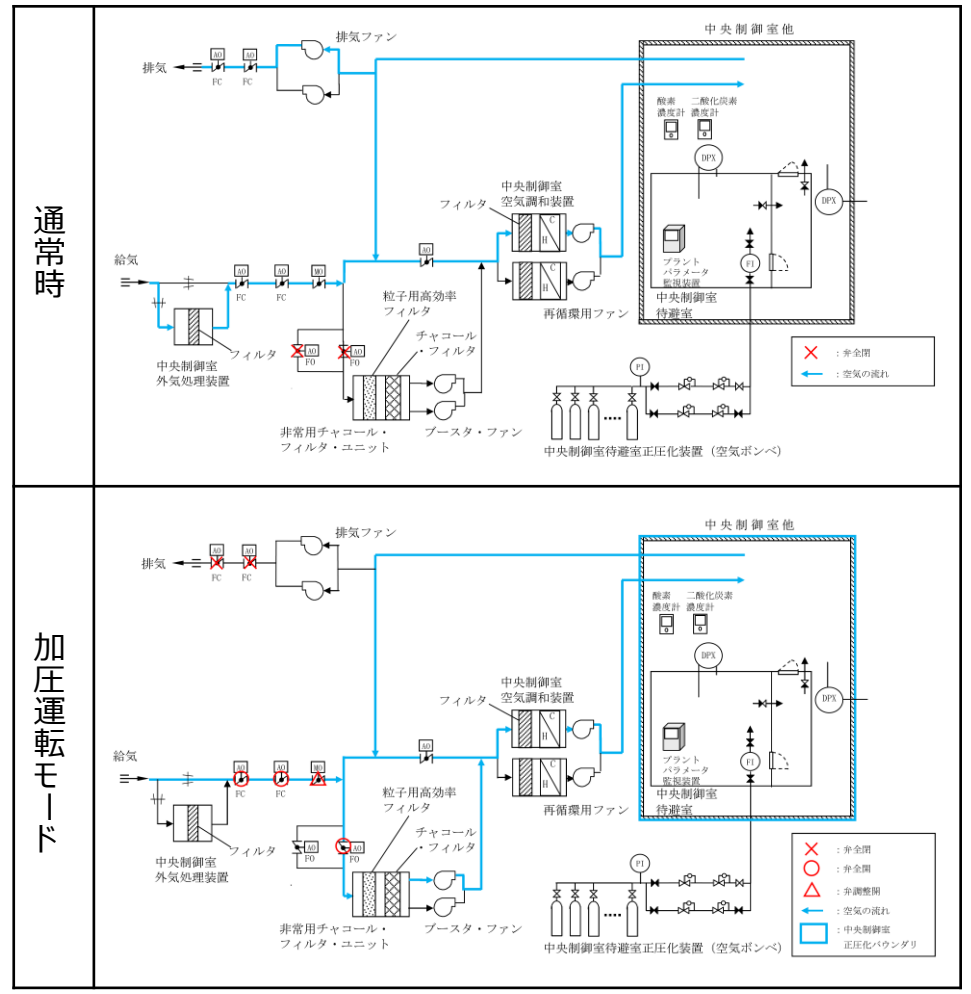 通常時
中央制御室他
排気ファン
排気
AO
AO
FC
FC
酸素
濃度計
二酸化炭素
濃度計
DPX
DPX
中央制御室
空気調和装置
フィルタ
C
H
C
H
再循環用ファン
AO
給気
AO
AO
MO
FC
FC
フィルタ
中央制御室
外気処理装置
粒子用高効率
フィルタ
チャコール
・フィルタ
AO
FO
AO
FO
非常用チャコール・
フィルタ・ユニット
ブースタ・ファン
プラント
パラメータ
監視装置
FI
中央制御室
待避室
PI
中央制御室待避室正圧化装置（空気ボンベ）
：弁全閉
：空気の流れ
加圧運転モード
中央制御室他
排気ファン
排気
AO
AO
FC
FC
酸素
濃度計
二酸化炭素
濃度計
DPX
DPX
中央制御室
空気調和装置
フィルタ
C
H
C
H
再循環用ファン
AO
給気
AO
AO
MO
FC
FC
フィルタ
中央制御室
外気処理装置
粒子用高効率
フィルタ
チャコール
・フィルタ
AO
FO
AO
FO
非常用チャコール・
フィルタ・ユニット
ブースタ・ファン
プラント
パラメータ
監視装置
FI
中央制御室
待避室
PI
中央制御室待避室正圧化装置（空気ボンベ）
：弁全閉
：弁全開
：弁調整開
：空気の流れ
：中央制御室
正圧化バウンダリ